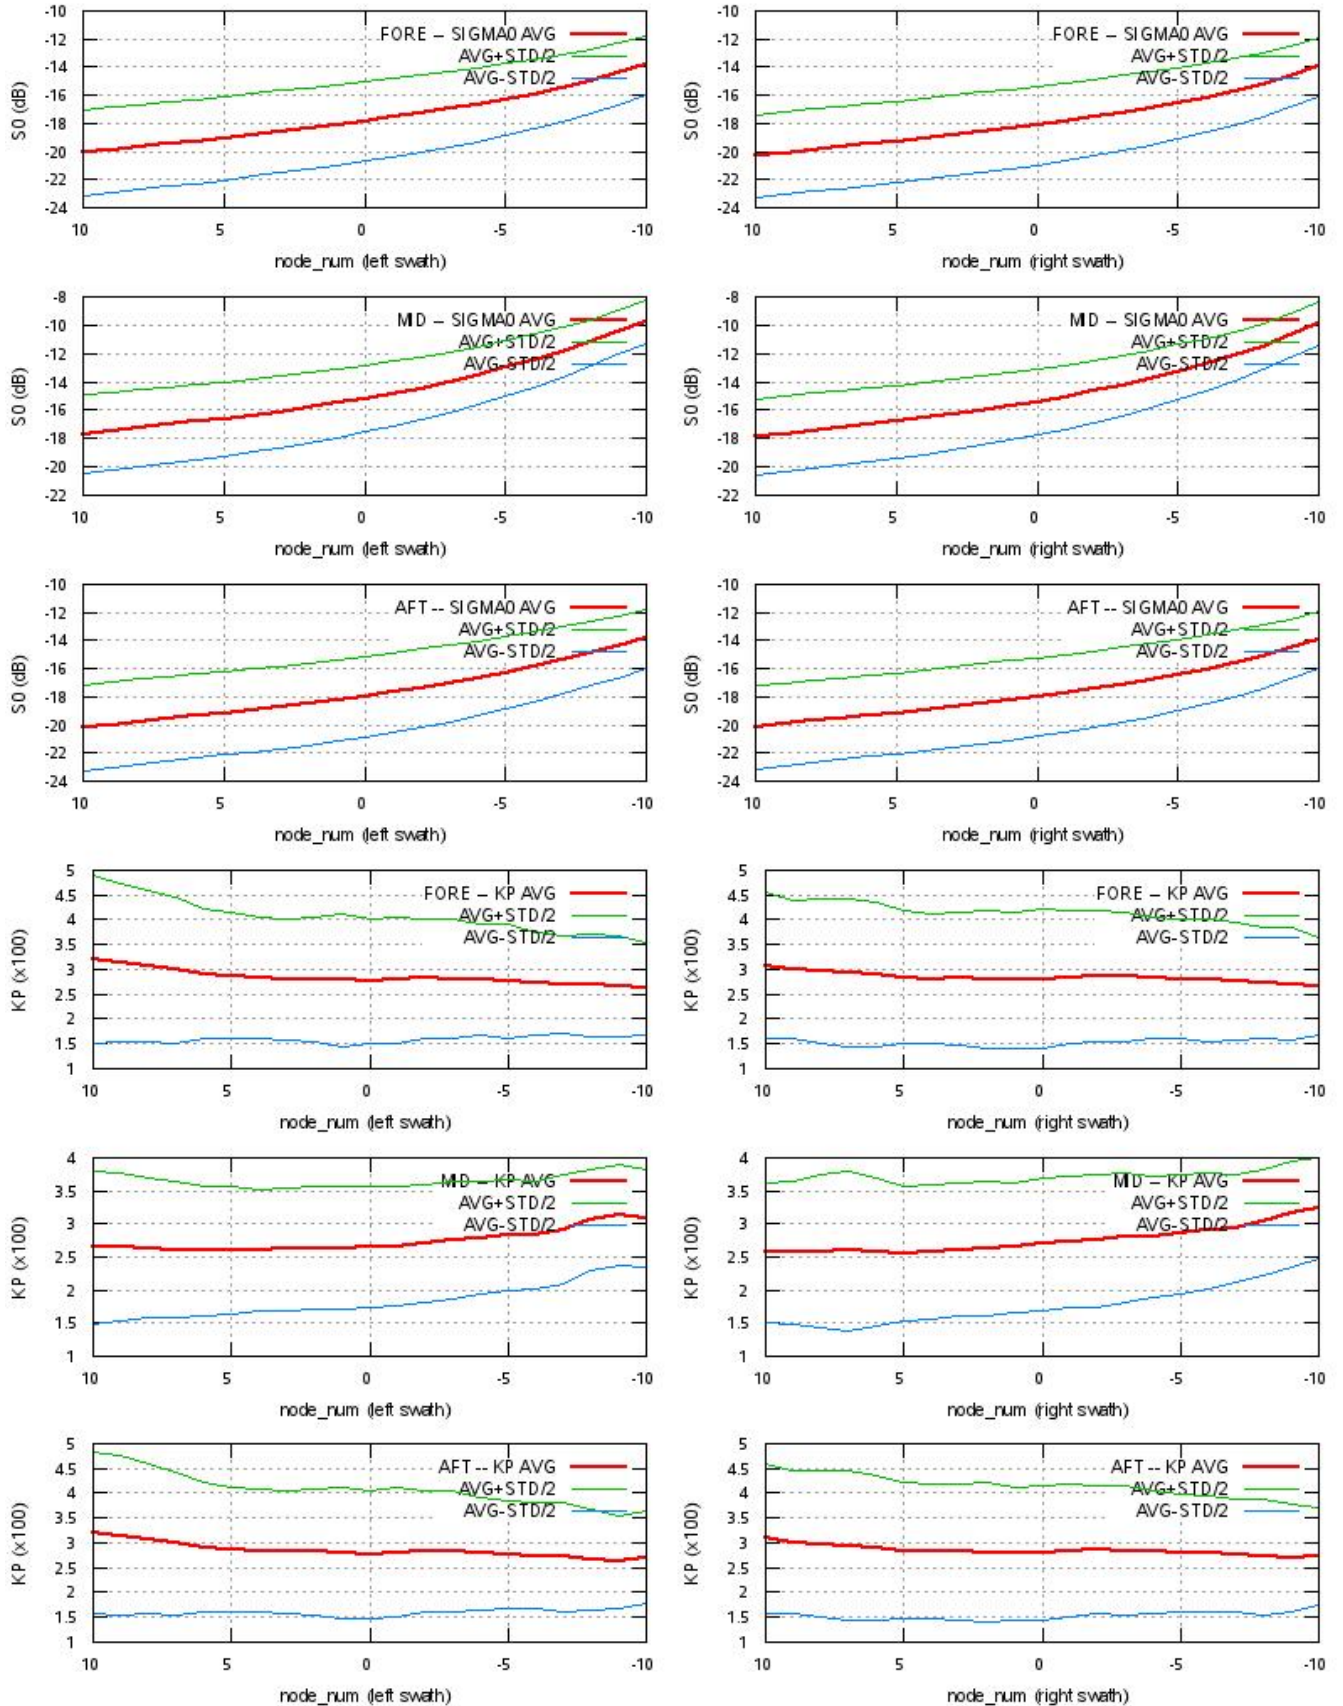 -10
-12
-14
-16
-18
-20
-22
-24
S0 (dB)
FORE -- SIGMA0 AVG
AVG+STD/2
AVG-STD/2
10 5 0 -5 -10
node_num (left swath)
-10
-12
-14
-16
-18
-20
-22
-24
S0 (dB)
FORE -- SIGMA0 AVG
AVG+STD/2
AVG-STD/2
10 5 0 -5 -10
node_num (right swath)
-8
-10
-12
-14
-16
-18
-20
-22
S0 (dB)
MID -- SIGMA0 AVG
AVG+STD/2
AVG-STD/2
10 5 0 -5 -10
node_num (left swath)
-8
-10
-12
-14
-16
-18
-20
-22
S0 (dB)
MID -- SIGMA0 AVG
AVG+STD/2
AVG-STD/2
10 5 0 -5 -10
node_num (right swath)
-10
-12
-14
-16
-18
-20
-22
-24
S0 (dB)
AFT -- SIGMA0 AVG
AVG+STD/2
AVG-STD/2
10 5 0 -5 -10
node_num (left swath)
-10
-12
-14
-16
-18
-20
-22
-24
S0 (dB)
AFT -- SIGMA0 AVG
AVG+STD/2
AVG-STD/2
10 5 0 -5 -10
node_num (right swath)
5
4.5
4
3.5
3
2.5
2
1.5
1
KP (x100)
FORE -- KP AVG
AVG+STD/2
AVG-STD/2
10 5 0 -5 -10
node_num (left swath)
5
4.5
4
3.5
3
2.5
2
1.5
1
KP (x100)
FORE -- KP AVG
AVG+STD/2
AVG-STD/2
10 5 0 -5 -10
node_num (right swath)
4
3.5
3
2.5
2
1.5
1
KP (x100)
MID -- KP AVG
AVG+STD/2
AVG-STD/2
10 5 0 -5 -10
node_num (left swath)
4
3.5
3
2.5
2
1.5
1
KP (x100)
MID -- KP AVG
AVG+STD/2
AVG-STD/2
10 5 0 -5 -10
node_num (right swath)
5
4.5
4
3.5
3
2.5
2
1.5
1
KP (x100)
AFT -- KP AVG
AVG+STD/2
AVG-STD/2
10 5 0 -5 -10
node_num (left swath)
5
4.5
4
3.5
3
2.5
2
1.5
1
KP (x100)
AFT -- KP AVG
AVG+STD/2
AVG-STD/2
10 5 0 -5 -10
node_num (right swath)